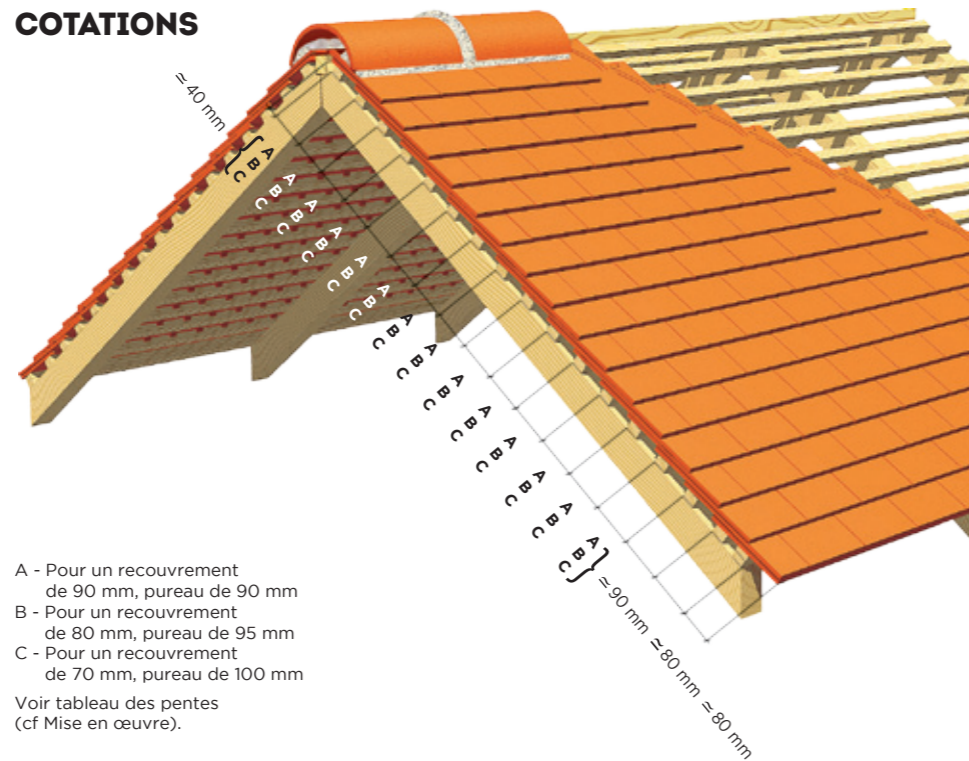 COTATIONS
≃40 mm
A B C
A B C
A B C
A B C
A B C
A B C
A B C
A B C
A B C
A B C
A B C
A B C
A B C
A B C
≃90 mm ≃80 mm ≃80 mm
A - Pour un recouvrement
de 90 mm, pureau de 90 mm
B - Pour un recouvrement
de 80 mm, pureau de 95 mm
C - Pour un recouvrement
de 70 mm, pureau de 100 mm
Voir tableau des pentes
(cf Mise en œuvre).